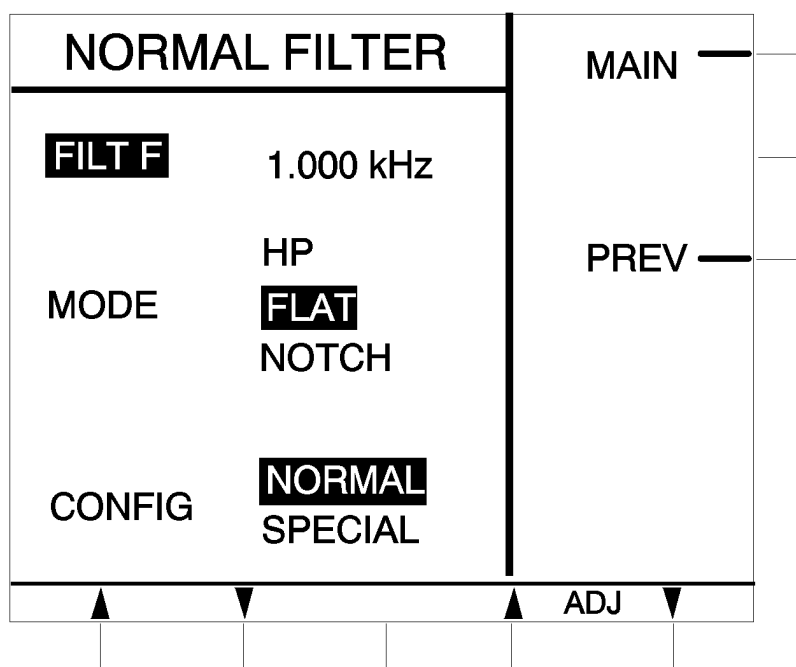 NORMAL FILTER
MAIN
FILT F 1.000 kHz
HP
PREV
MODE FLAT
NOTCH
NORMAL
CONFIG
SPECIAL
ADJ